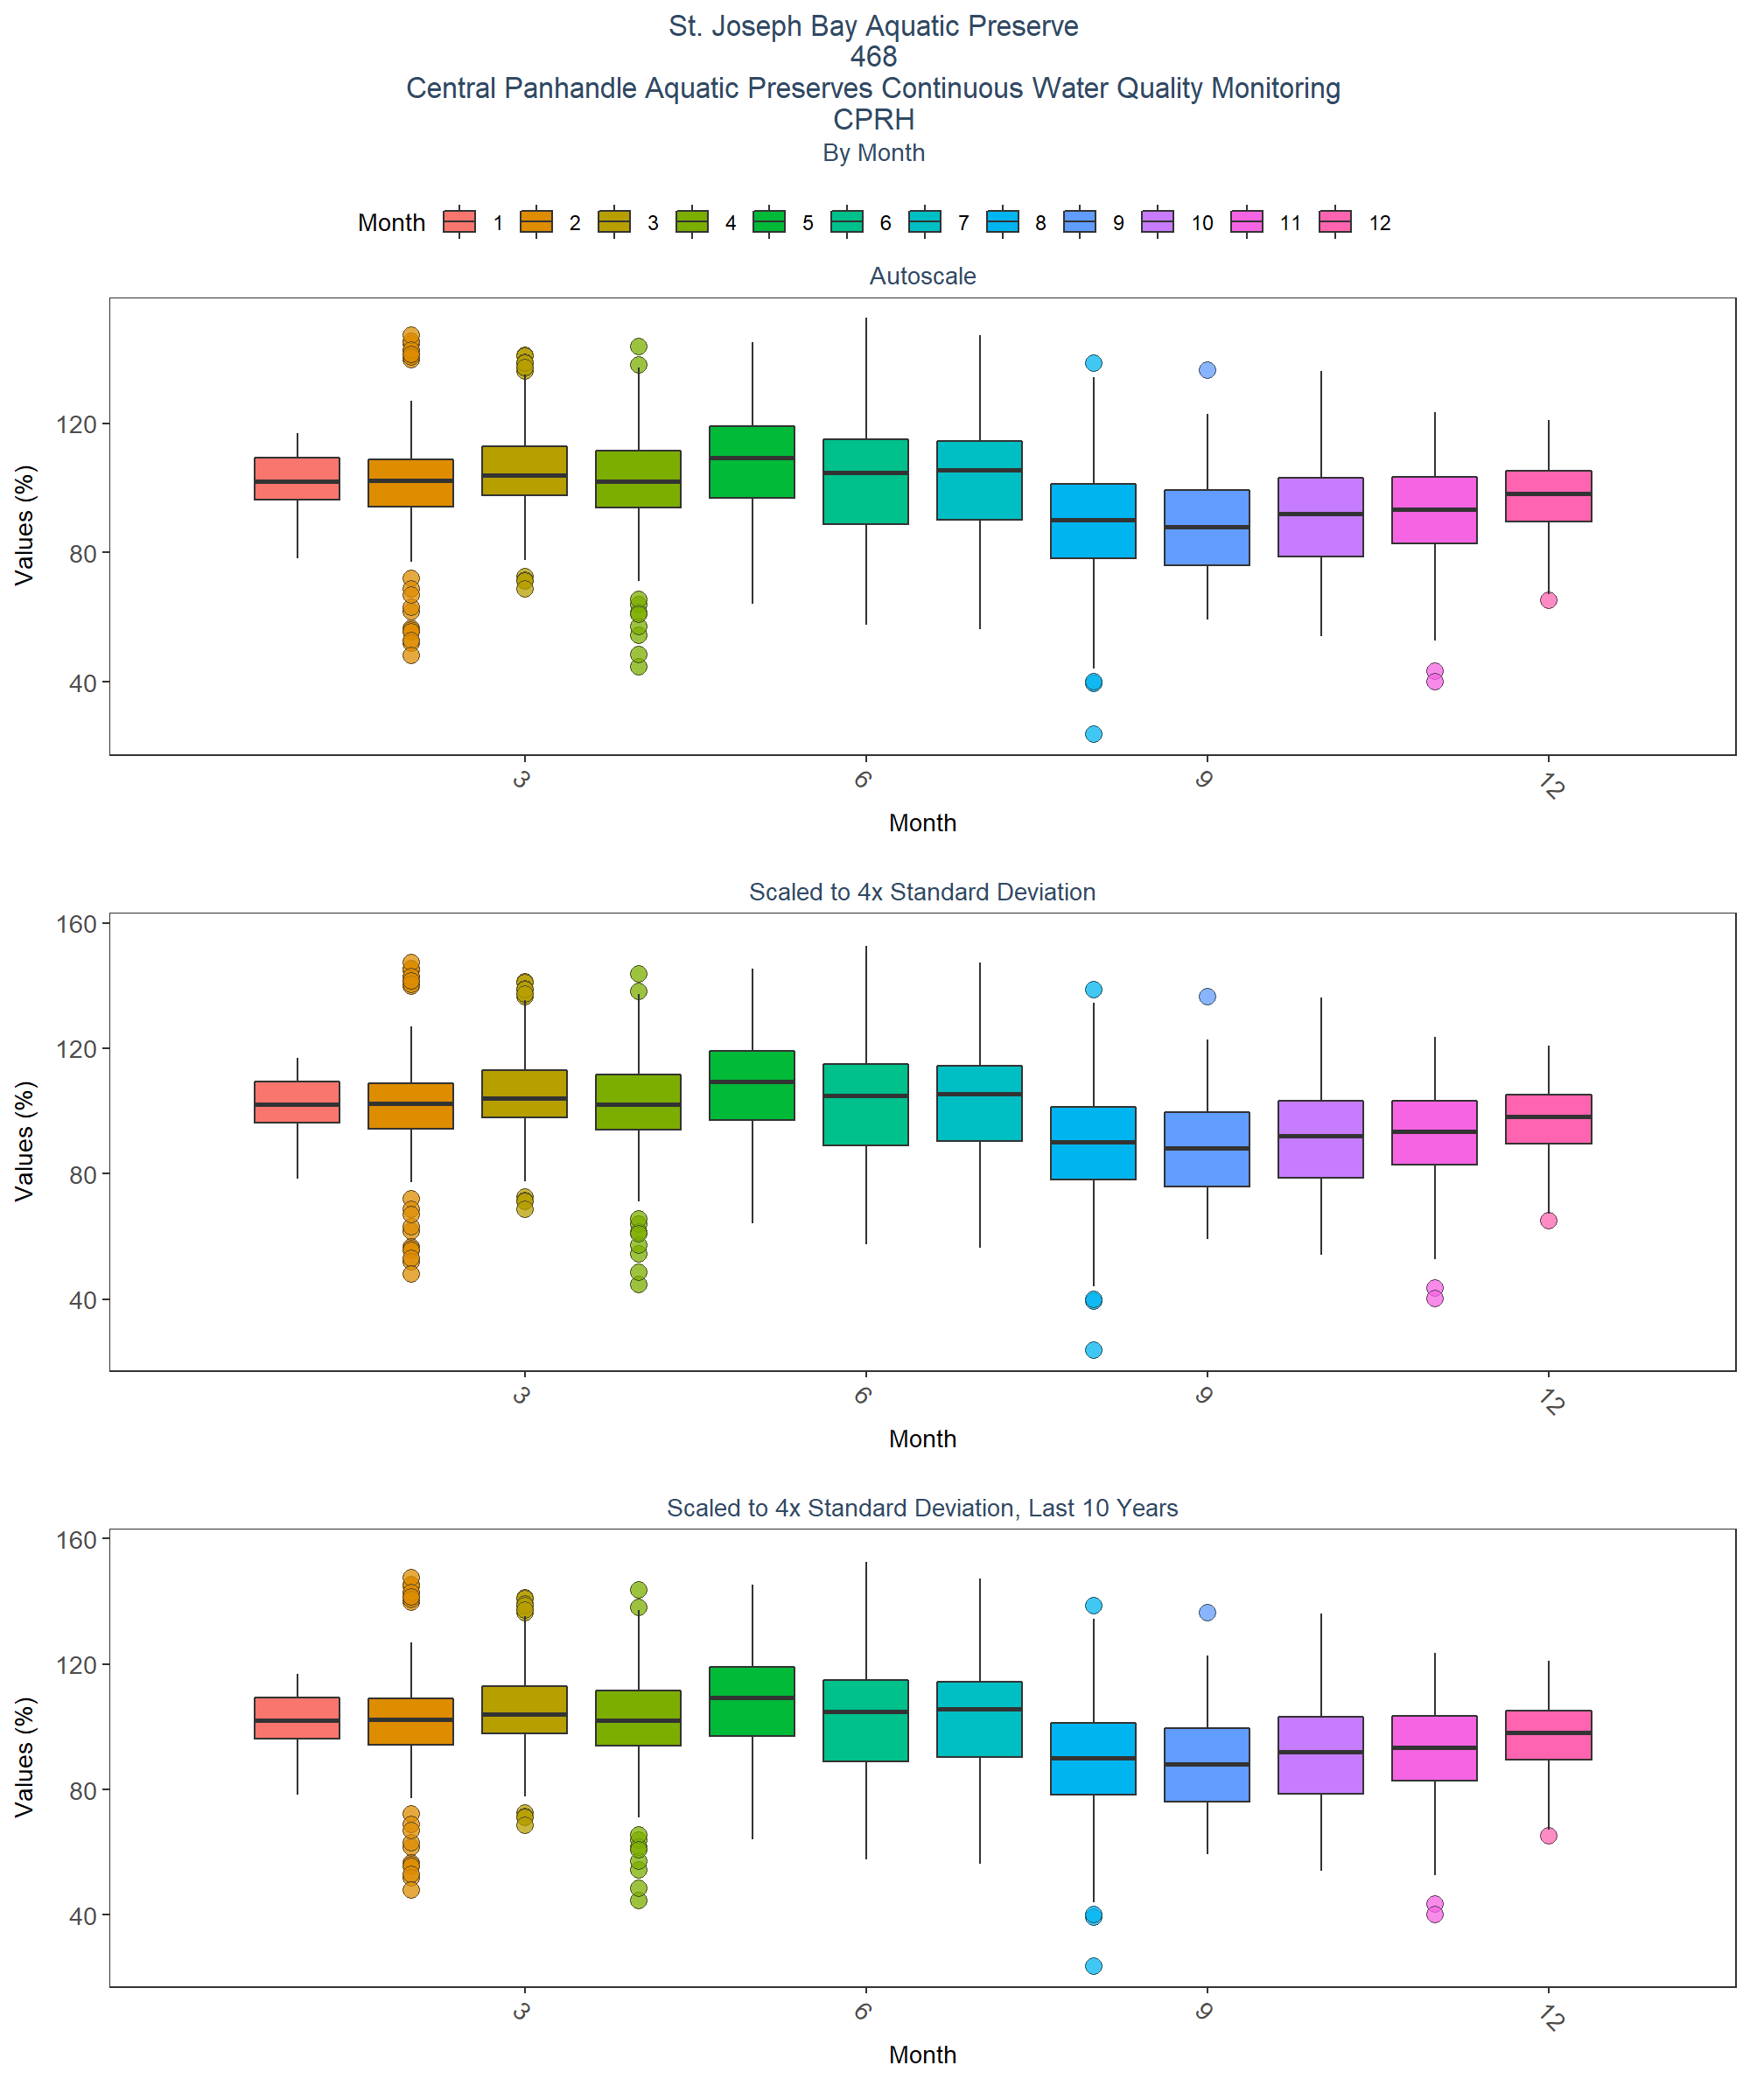 St. Joseph Bay Aquatic Preserve
468
Central Panhandle Aquatic Preserves Continuous Water Quality Monitoring
CPRH
By Month
Month 1 2 3 4 5 6 7 8 9 10 11 12
Autoscale
Values (%)
120
80
40
3 6 9 12
Month
Scaled to 4x Standard Deviation
Values (%)
160
120
80
40
3 6 9 12
Month
Scaled to 4x Standard Deviation, Last 10 Years
Values (%)
160
120
80
40
3 6 9 12
Month